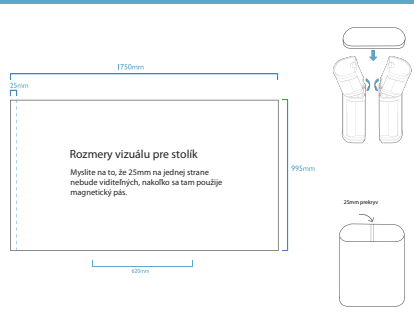 1750mm
25mm
Rozmery vizuálu pre stolík
Myslite na to, že 25mm na jednej strane
nebude viditeľných, nakoľko sa tam použije
magnetický pás.
995mm
25mm prekryv
620mm